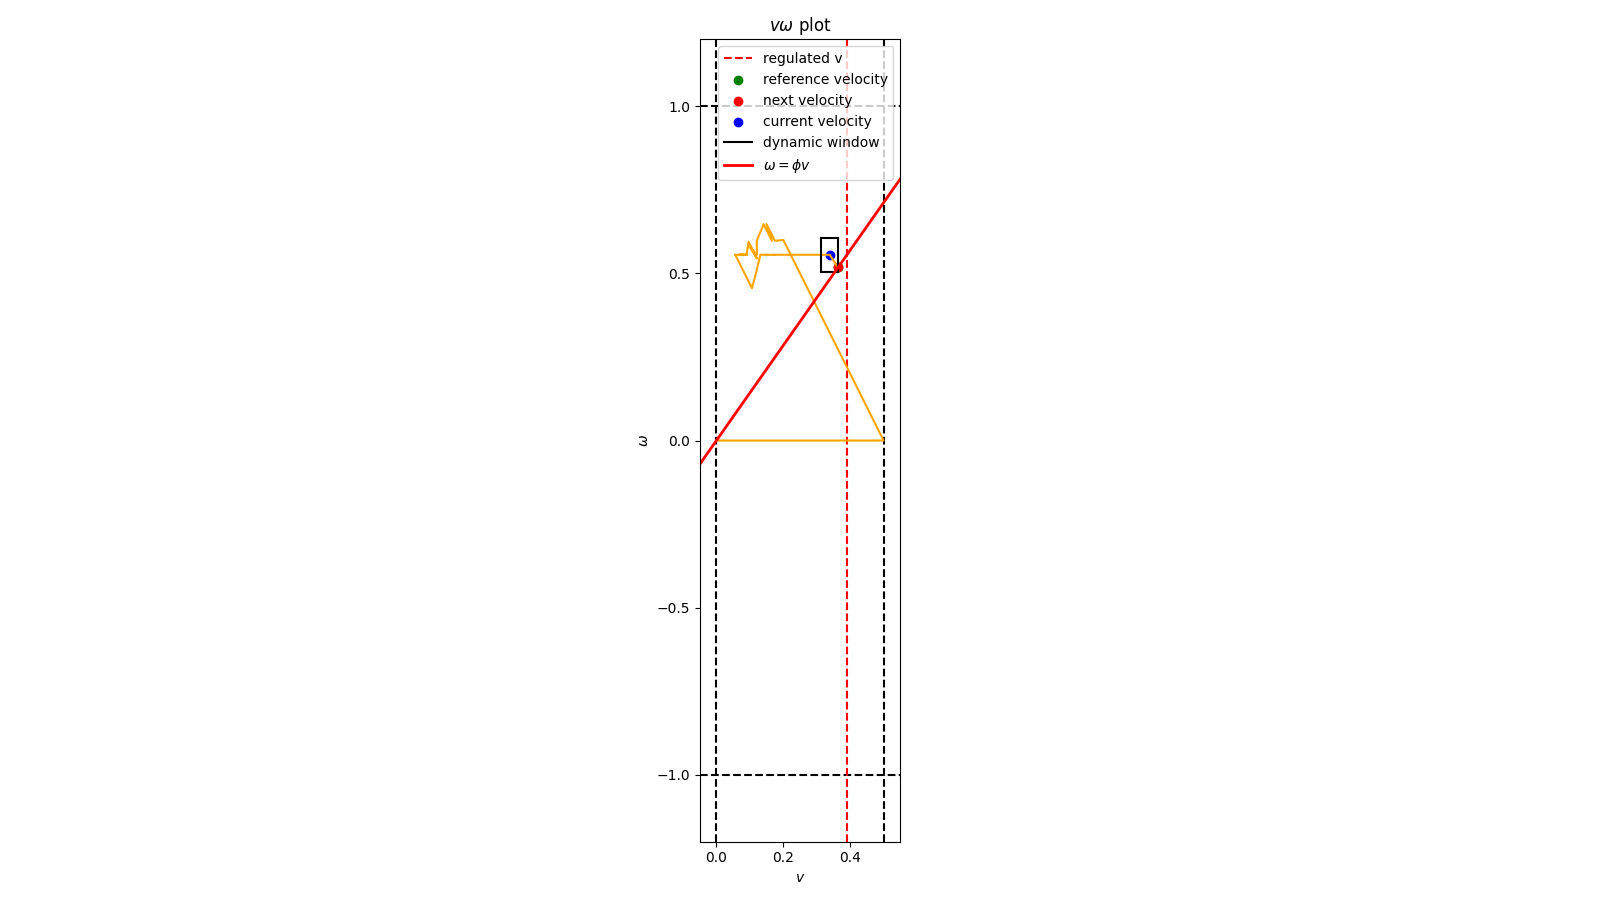 vω plot
regulated v
reference velocity
next velocity
current velocity
dynamic window
ω = ϕv
1.0
0.5
0.0
−0.5
−1.0
ω
0.0 0.2 0.4
v